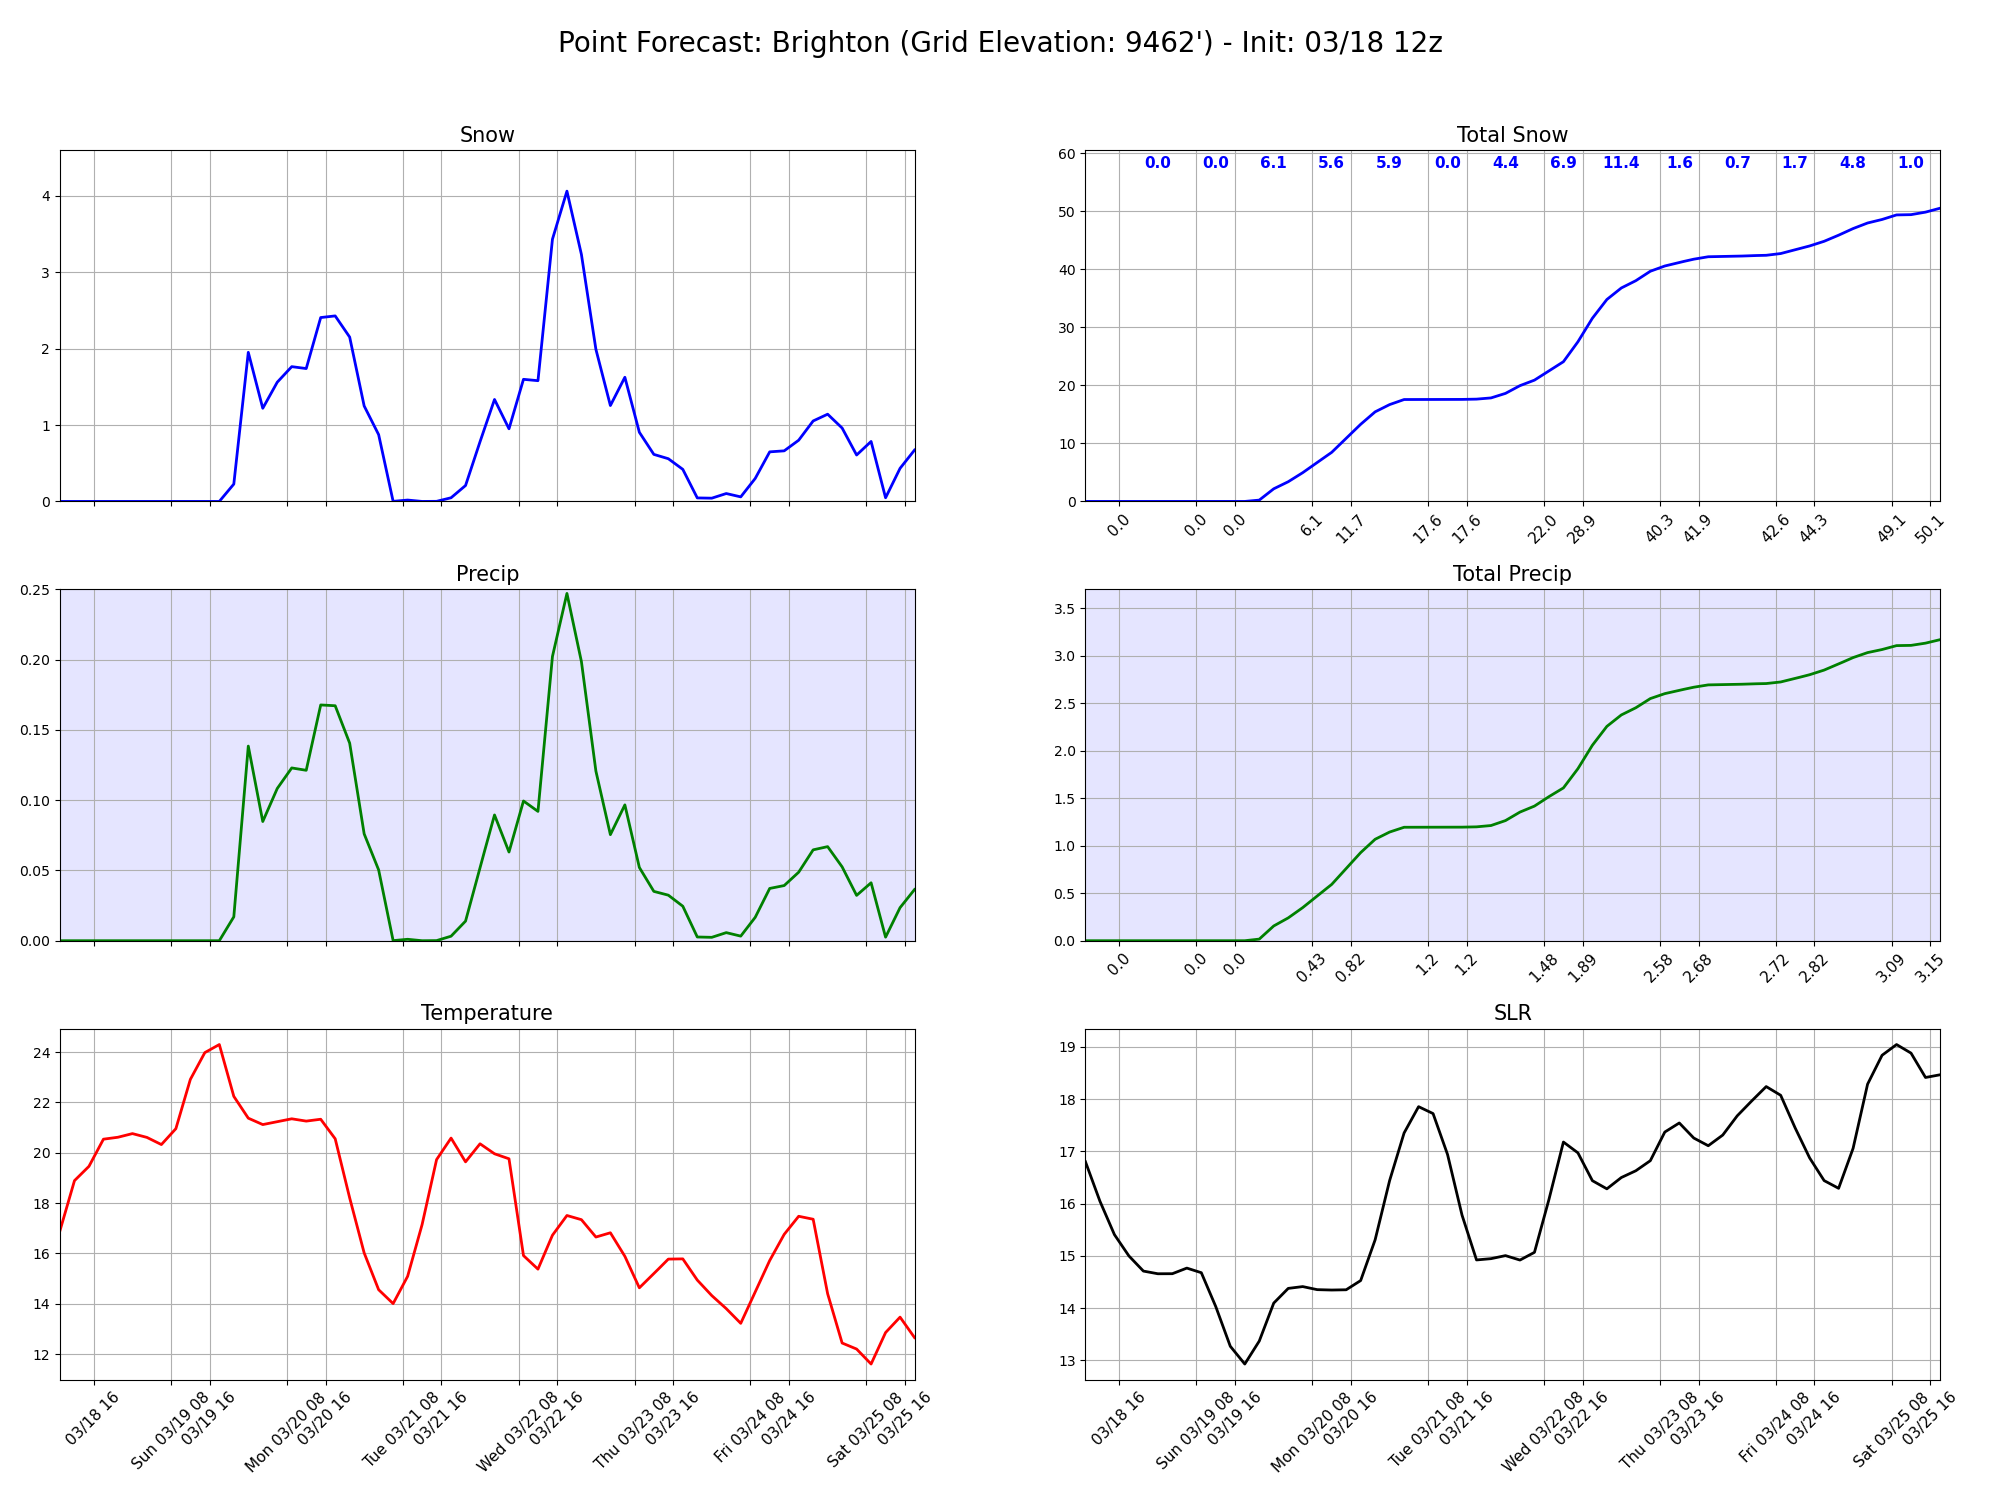 Point Forecast: Brighton (Grid Elevation: 9462') - Init: 03/18 12z
Snow
4
3
2
1
0
Total Snow
0.0 0.0 6.1 5.6 5.9 0.0 4.4 6.9 11.4 1.6 0.7 1.7 4.8 1.0
60
50
40
30
20
10
0
0.0 0.0 0.0 6.1 11.7 17.6 17.6 22.0 28.9 40.3 41.9 42.6 44.3 49.1 50.1
Precip
0.25
0.20
0.15
0.10
0.05
0.00
Total Precip
3.5
3.0
2.5
2.0
1.5
1.0
0.5
0.0
0.0 0.0 0.0 0.43 0.82 1.2 1.2 1.48 1.89 2.58 2.68 2.72 2.82 3.09 3.15
Temperature
24
22
20
18
16
14
12
03/18 16
Sun 03/19 08
03/19 16
Mon 03/20 08
03/20 16
Tue 03/21 08
03/21 16
Wed 03/22 08
03/22 16
Thu 03/23 08
03/23 16
Fri 03/24 08
03/24 16
Sat 03/25 08
03/25 16
SLR
19
18
17
16
15
14
13
03/18 16
Sun 03/19 08
03/19 16
Mon 03/20 08
03/20 16
Tue 03/21 08
03/21 16
Wed 03/22 08
03/22 16
Thu 03/23 08
03/23 16
Fri 03/24 08
03/24 16
Sat 03/25 08
03/25 16